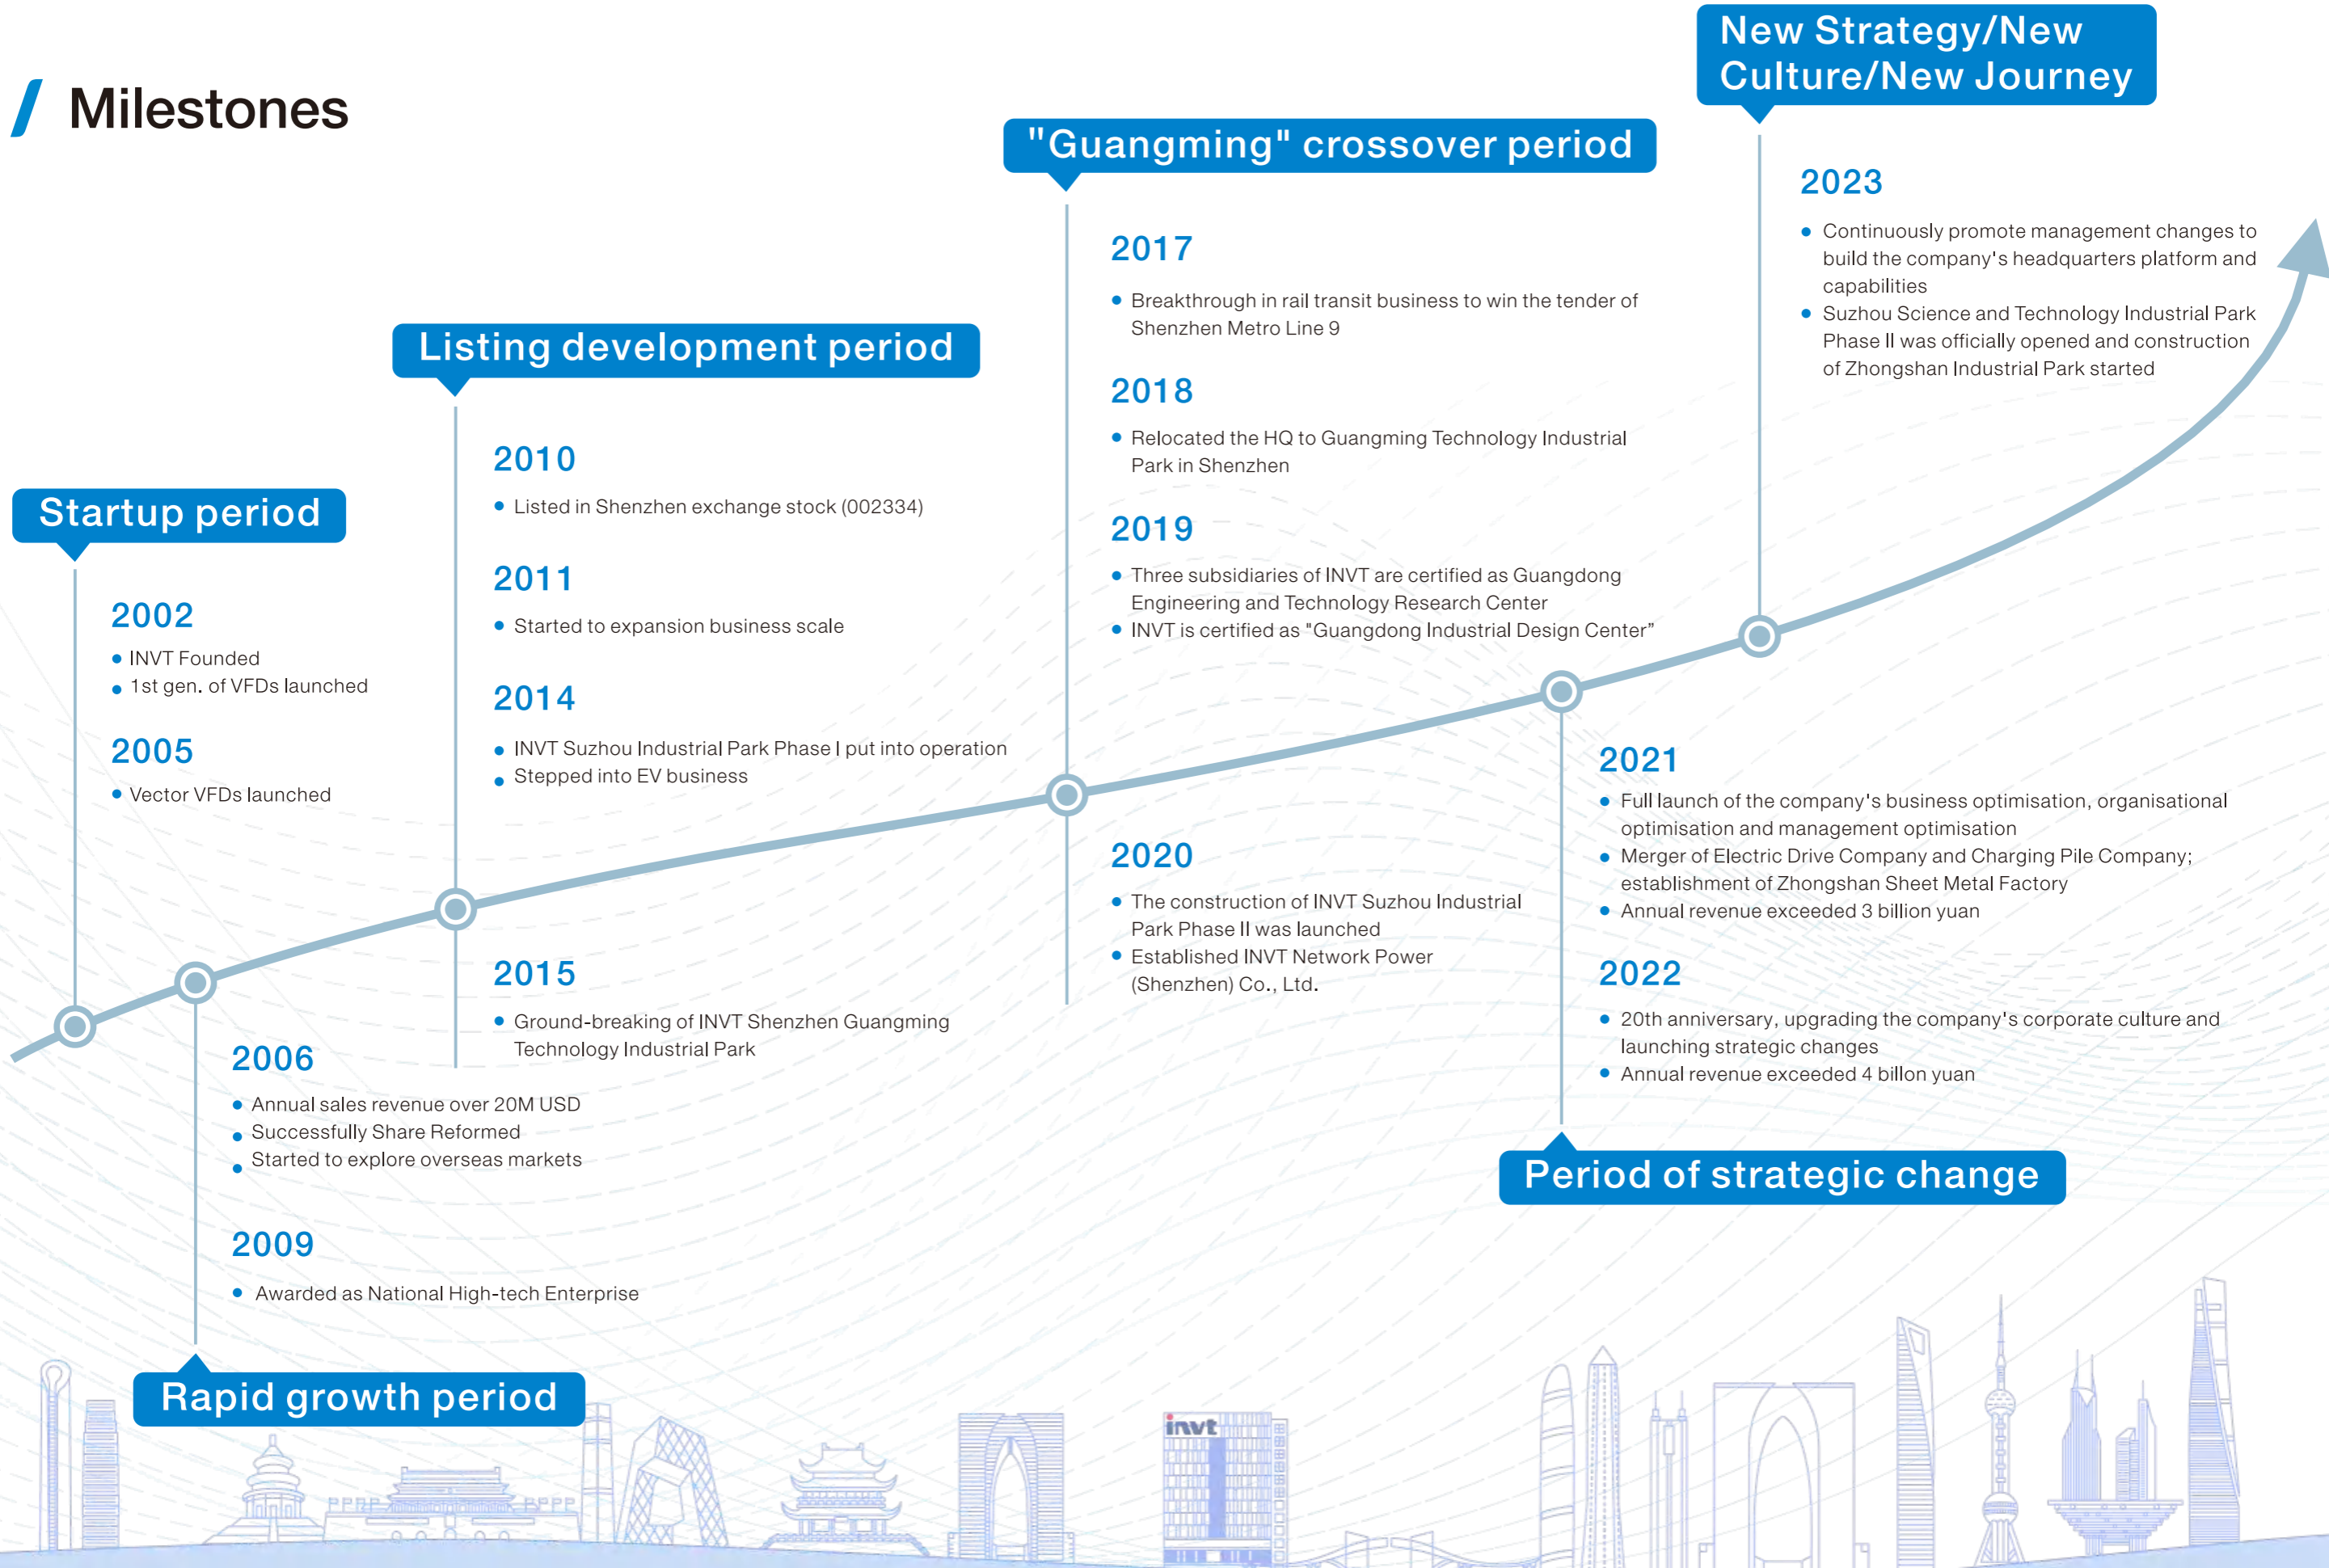 Milestones
Startup period
2002
INVT Founded
1st gen. of VFDs launched
2005
Vector VFDs launched
2006
Annual sales revenue over 20M USD
Successfully Share Reformed
Started to explore overseas markets
2009
Awarded as National High-tech Enterprise
Rapid growth period
Listing development period
2010
Listed in Shenzhen exchange stock (002334)
2011
Started to expansion business scale
2014
INVT Suzhou Industrial Park Phase I put into operation
Stepped into EV business
2015
Ground-breaking of INVT Shenzhen Guangming
Technology Industrial Park
"Guangming" crossover period
2017
Breakthrough in rail transit business to win the tender of
Shenzhen Metro Line 9
2018
Relocated the HQ to Guangming Technology Industrial
Park in Shenzhen
2019
Three subsidiaries of INVT are certified as Guangdong
Engineering and Technology Research Center
INVT is certified as "Guangdong Industrial Design Center”
2020
The construction of INVT Suzhou Industrial
Park Phase II was launched
Established INVT Network Power
(Shenzhen) Co., Ltd.
2021
Full launch of the company's business optimisation, organisational
optimisation and management optimisation
Merger of Electric Drive Company and Charging Pile Company;
establishment of Zhongshan Sheet Metal Factory
Annual revenue exceeded 3 billion yuan
2022
20th anniversary, upgrading the company's corporate culture and
launching strategic changes
Annual revenue exceeded 4 billon yuan
Period of strategic change
New Strategy/New
Culture/New Journey
2023
Continuously promote management changes to
build the company's headquarters platform and
capabilities
Suzhou Science and Technology Industrial Park
Phase II was officially opened and construction
of Zhongshan Industrial Park started
invt